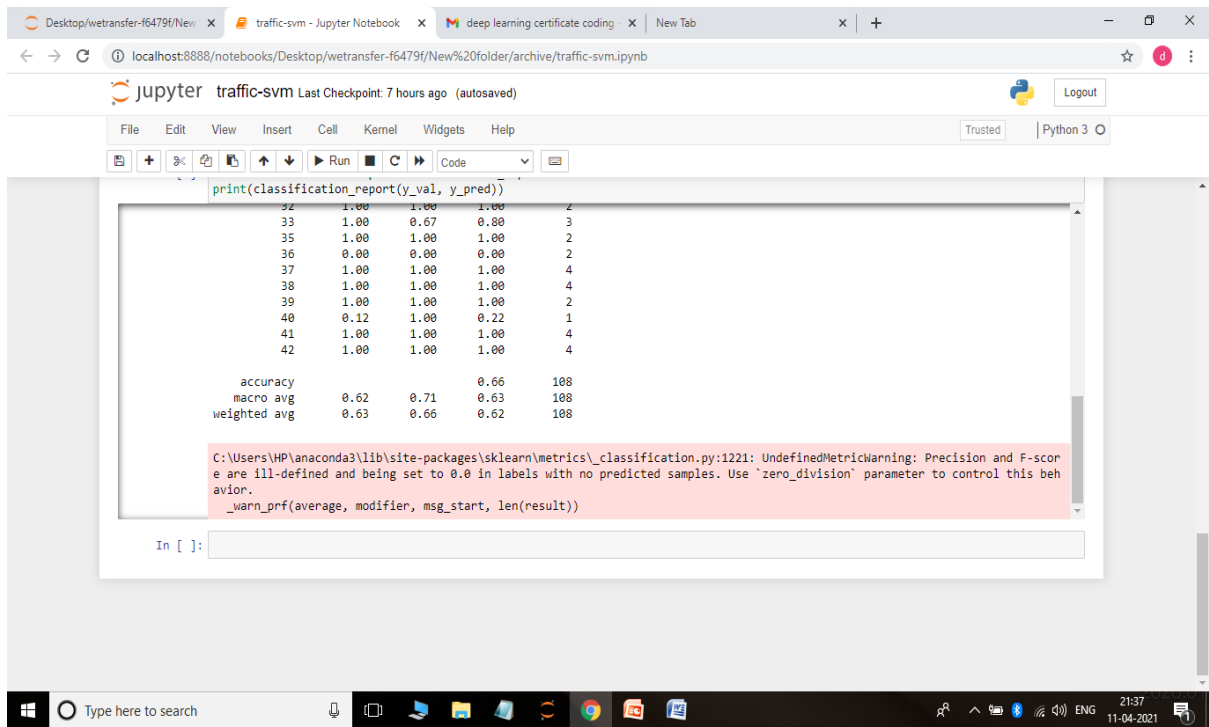 Desktop/wetransfer-f6479f/New
traffic-svm - Jupyter Notebook
deep learning certificate coding -
New Tab
localhost:8888/notebooks/Desktop/wetransfer-f6479f/New%20folder/archive/traffic-svm.ipynb
d
jupyter traffic-svm Last Checkpoint: 7 hours ago (autosaved)
Logout
File Edit View Insert Cell Kernel Widgets Help
Trusted Python 3
Run Code
print(classification_report(y_val, y_pred))
32 1.00 1.00 1.00 2
33 1.00 0.67 0.80 3
35 1.00 1.00 1.00 2
36 0.00 0.00 0.00 2
37 1.00 1.00 1.00 4
38 1.00 1.00 1.00 4
39 1.00 1.00 1.00 2
40 0.12 1.00 0.22 1
41 1.00 1.00 1.00 4
42 1.00 1.00 1.00 4
accuracy 0.66 108
macro avg 0.62 0.71 0.63 108
weighted avg 0.63 0.66 0.62 108
C:\Users\HP\anaconda3\lib\site-packages\sklearn\metrics\_classification.py:1221: UndefinedMetricWarning: Precision and F-scor
e are ill-defined and being set to 0.0 in labels with no predicted samples. Use `zero_division` parameter to control this beh
avior.
_warn_prf(average, modifier, msg_start, len(result))
In [ ]:
Type here to search
ENG
21:37
11-04-2021